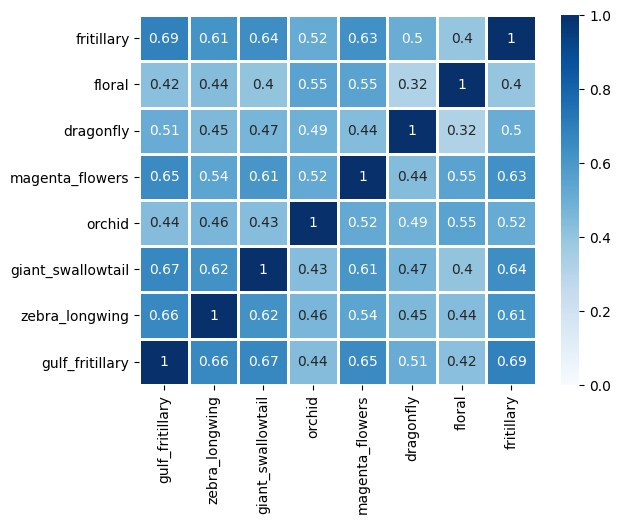 fritillary 0.69 0.61 0.64 0.52 0.63 0.5 0.4 1
floral 0.42 0.44 0.4 0.55 0.55 0.32 1 0.4
dragonfly 0.51 0.45 0.47 0.49 0.44 1 0.32 0.5
magenta_flowers 0.65 0.54 0.61 0.52 1 0.44 0.55 0.63
orchid 0.44 0.46 0.43 1 0.52 0.49 0.55 0.52
giant_swallowtail 0.67 0.62 1 0.43 0.61 0.47 0.4 0.64
zebra_longwing 0.66 1 0.62 0.46 0.54 0.45 0.44 0.61
gulf_fritillary 1 0.66 0.67 0.44 0.65 0.51 0.42 0.69
gulf_fritillary
zebra_longwing
giant_swallowtail
orchid
magenta_flowers
dragonfly
floral
fritillary
1.0
0.8
0.6
0.4
0.2
0.0